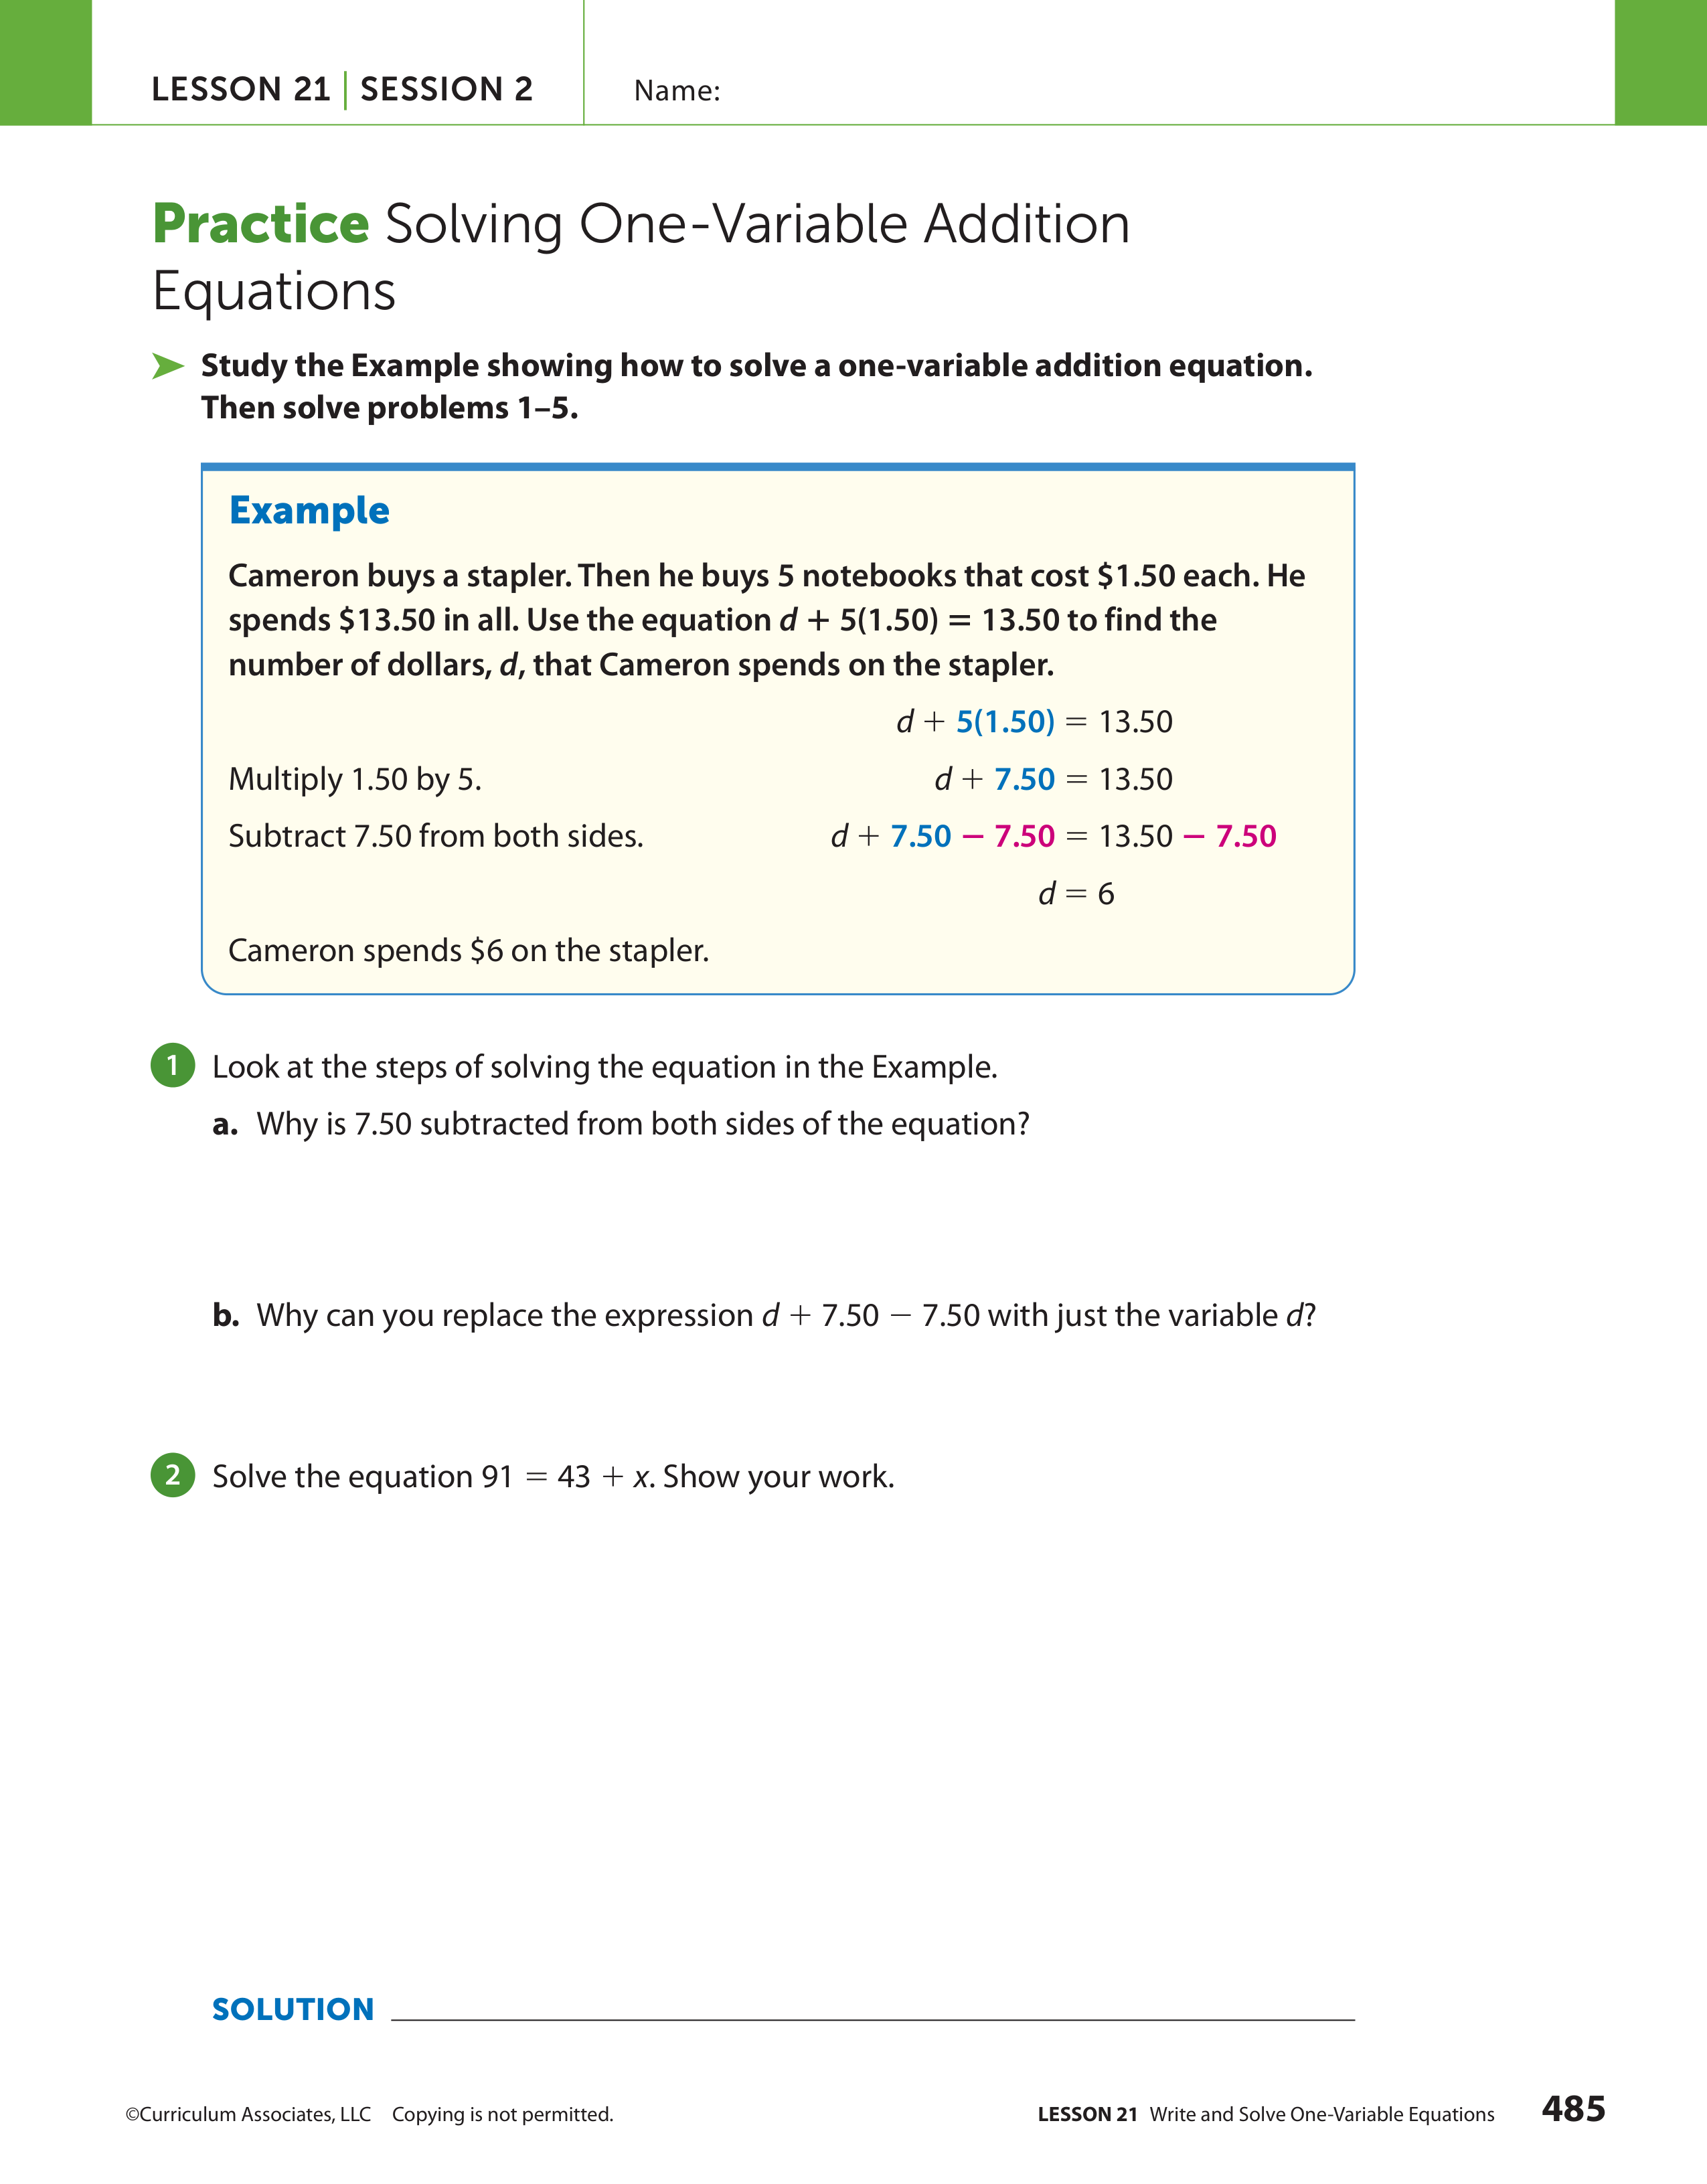 LESSON 21 | SESSION 2
Name:
Practice Solving One-Variable Addition
Equations
Study the Example showing how to solve a one-variable addition equation.
Then solve problems 1–5.
Example
Cameron buys a stapler. Then he buys 5 notebooks that cost $1.50 each. He
spends $13.50 in all. Use the equation d + 5(1.50) = 13.50 to find the
number of dollars, d, that Cameron spends on the stapler.
d + 5(1.50) = 13.50
Multiply 1.50 by 5. d + 7.50 = 13.50
Subtract 7.50 from both sides. d + 7.50 − 7.50 = 13.50 − 7.50
d = 6
Cameron spends $6 on the stapler.
1 Look at the steps of solving the equation in the Example.
a. Why is 7.50 subtracted from both sides of the equation?
b. Why can you replace the expression d + 7.50 − 7.50 with just the variable d?
2 Solve the equation 91 = 43 + x. Show your work.
SOLUTION
©Curriculum Associates, LLC Copying is not permitted.
LESSON 21 Write and Solve One-Variable Equations 485